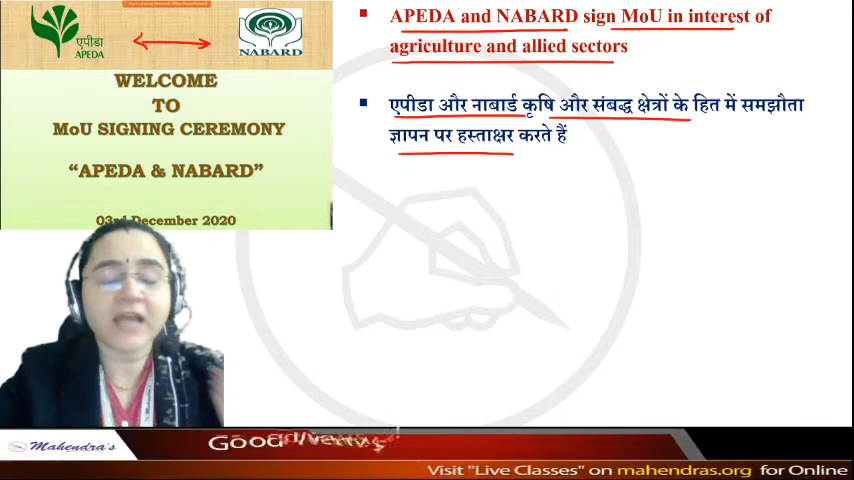 एपीडा
APEDA
NABARD
WELCOME
TO
MoU SIGNING CEREMONY
“APEDA & NABARD”
03rd December 2020
APEDA and NABARD sign MoU in interest of
agriculture and allied sectors
एपीडा और नाबार्ड कृषि और संबद्ध क्षेत्रों के हित में समझौता
ज्ञापन पर हस्ताक्षर करते हैं
Mahendra's
Good
Visit "Live Classes" on mahendras.org for Online